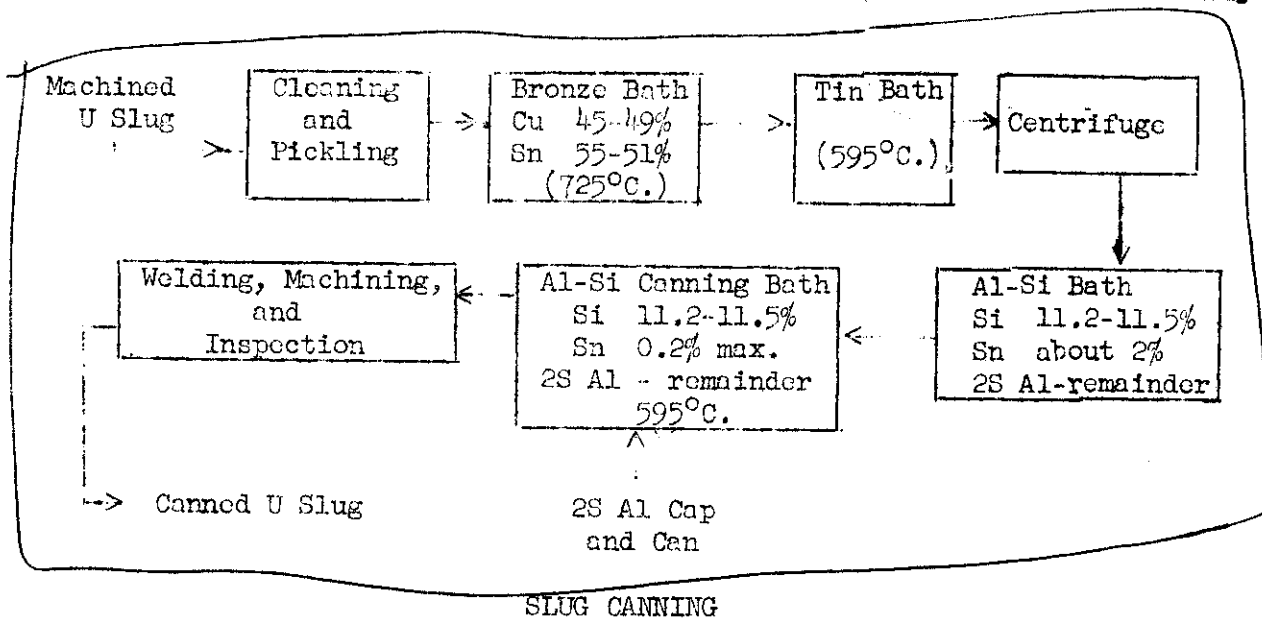 Machined
U Slug
Cleaning
and
Pickling
Bronze Bath
Cu 45-49%
Sn 55-51%
(725°C.)
Tin Bath
(595°C.)
Centrifuge
Al-Si Bath
Si 11.2-11.5%
Sn about 2%
2S Al-remainder
Al-Si Canning Bath
Si 11.2-11.5%
Sn 0.2% max.
2S Al - remainder
595°C.
Welding, Machining,
and
Inspection
Canned U Slug
2S Al Cap
and Can
SLUG CANNING